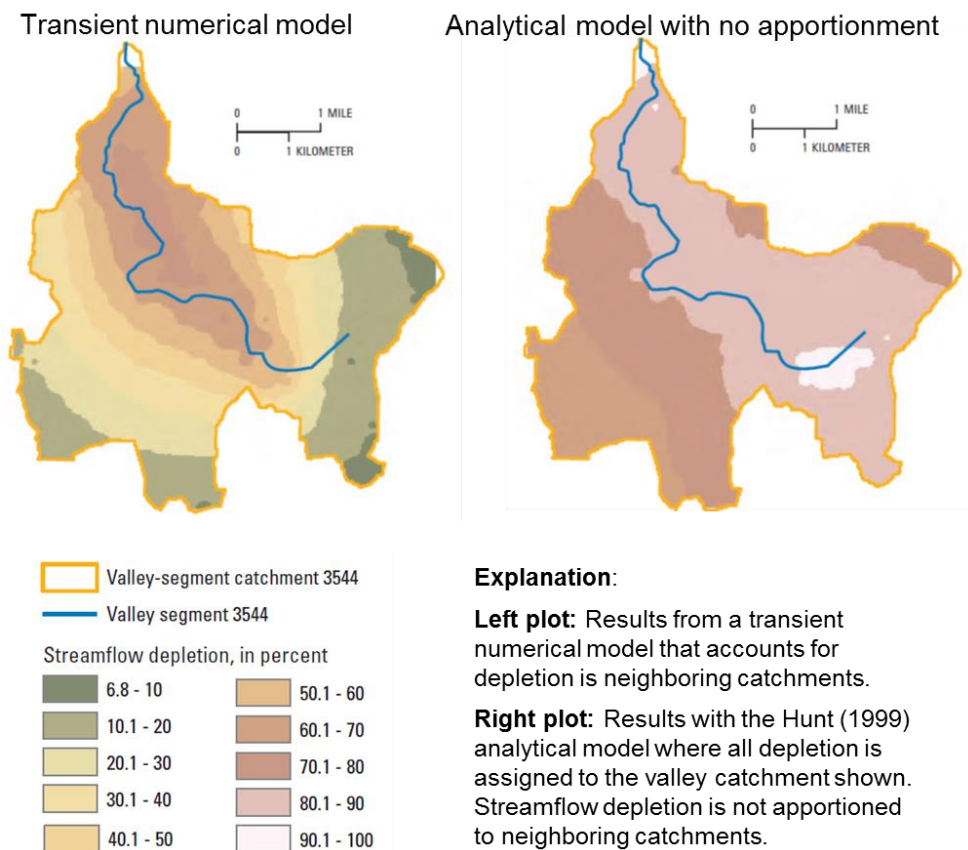 Transient numerical model
Analytical model with no apportionment
0 1 MILE
0 1 KILOMETER
0 1 MILE
0 1 KILOMETER
Valley-segment catchment 3544
Valley segment 3544
Streamflow depletion, in percent
6.8 - 10
10.1 - 20
20.1 - 30
30.1 - 40
40.1 - 50
50.1 - 60
60.1 - 70
70.1 - 80
80.1 - 90
90.1 - 100
Explanation:
Left plot: Results from a transient
numerical model that accounts for
depletion is neighboring catchments.
Right plot: Results with the Hunt (1999)
analytical model where all depletion is
assigned to the valley catchment shown.
Streamflow depletion is not apportioned
to neighboring catchments.